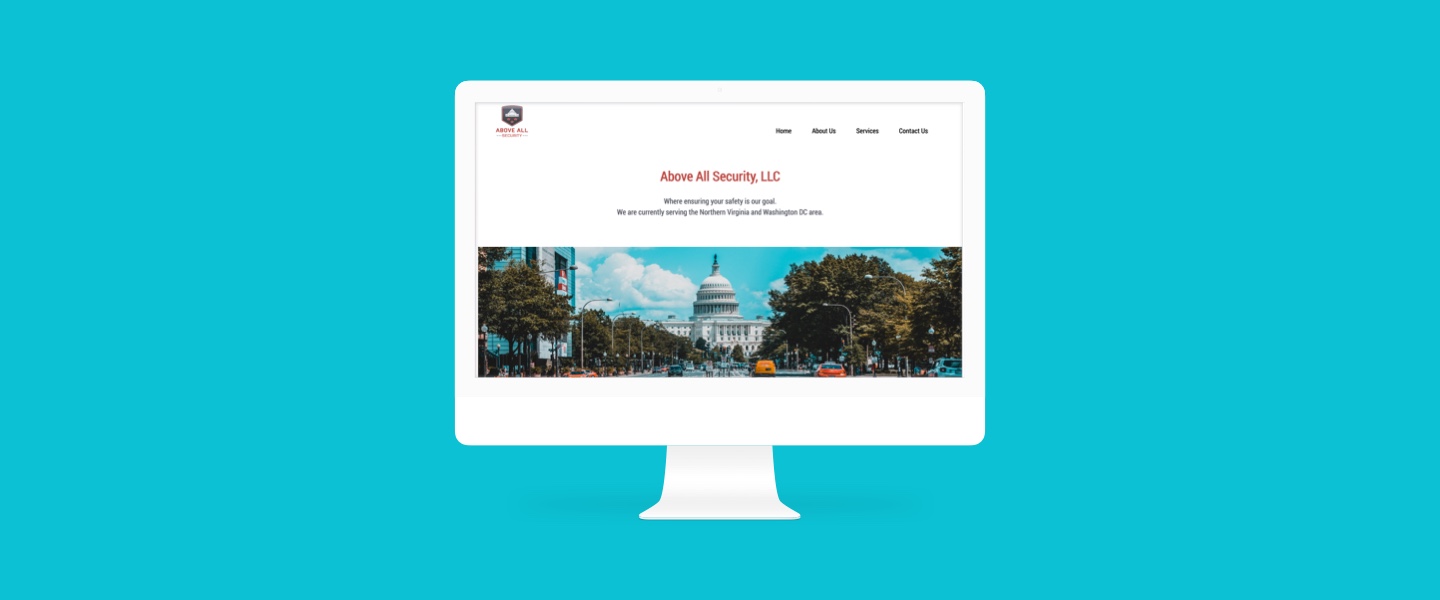 ABOVE ALL
SECURITY
Home
About Us
Services
Contact Us
Above All Security, LLC
Where ensuring your safety is our goal.
We are currently serving the Northern Virginia and Washington DC area.